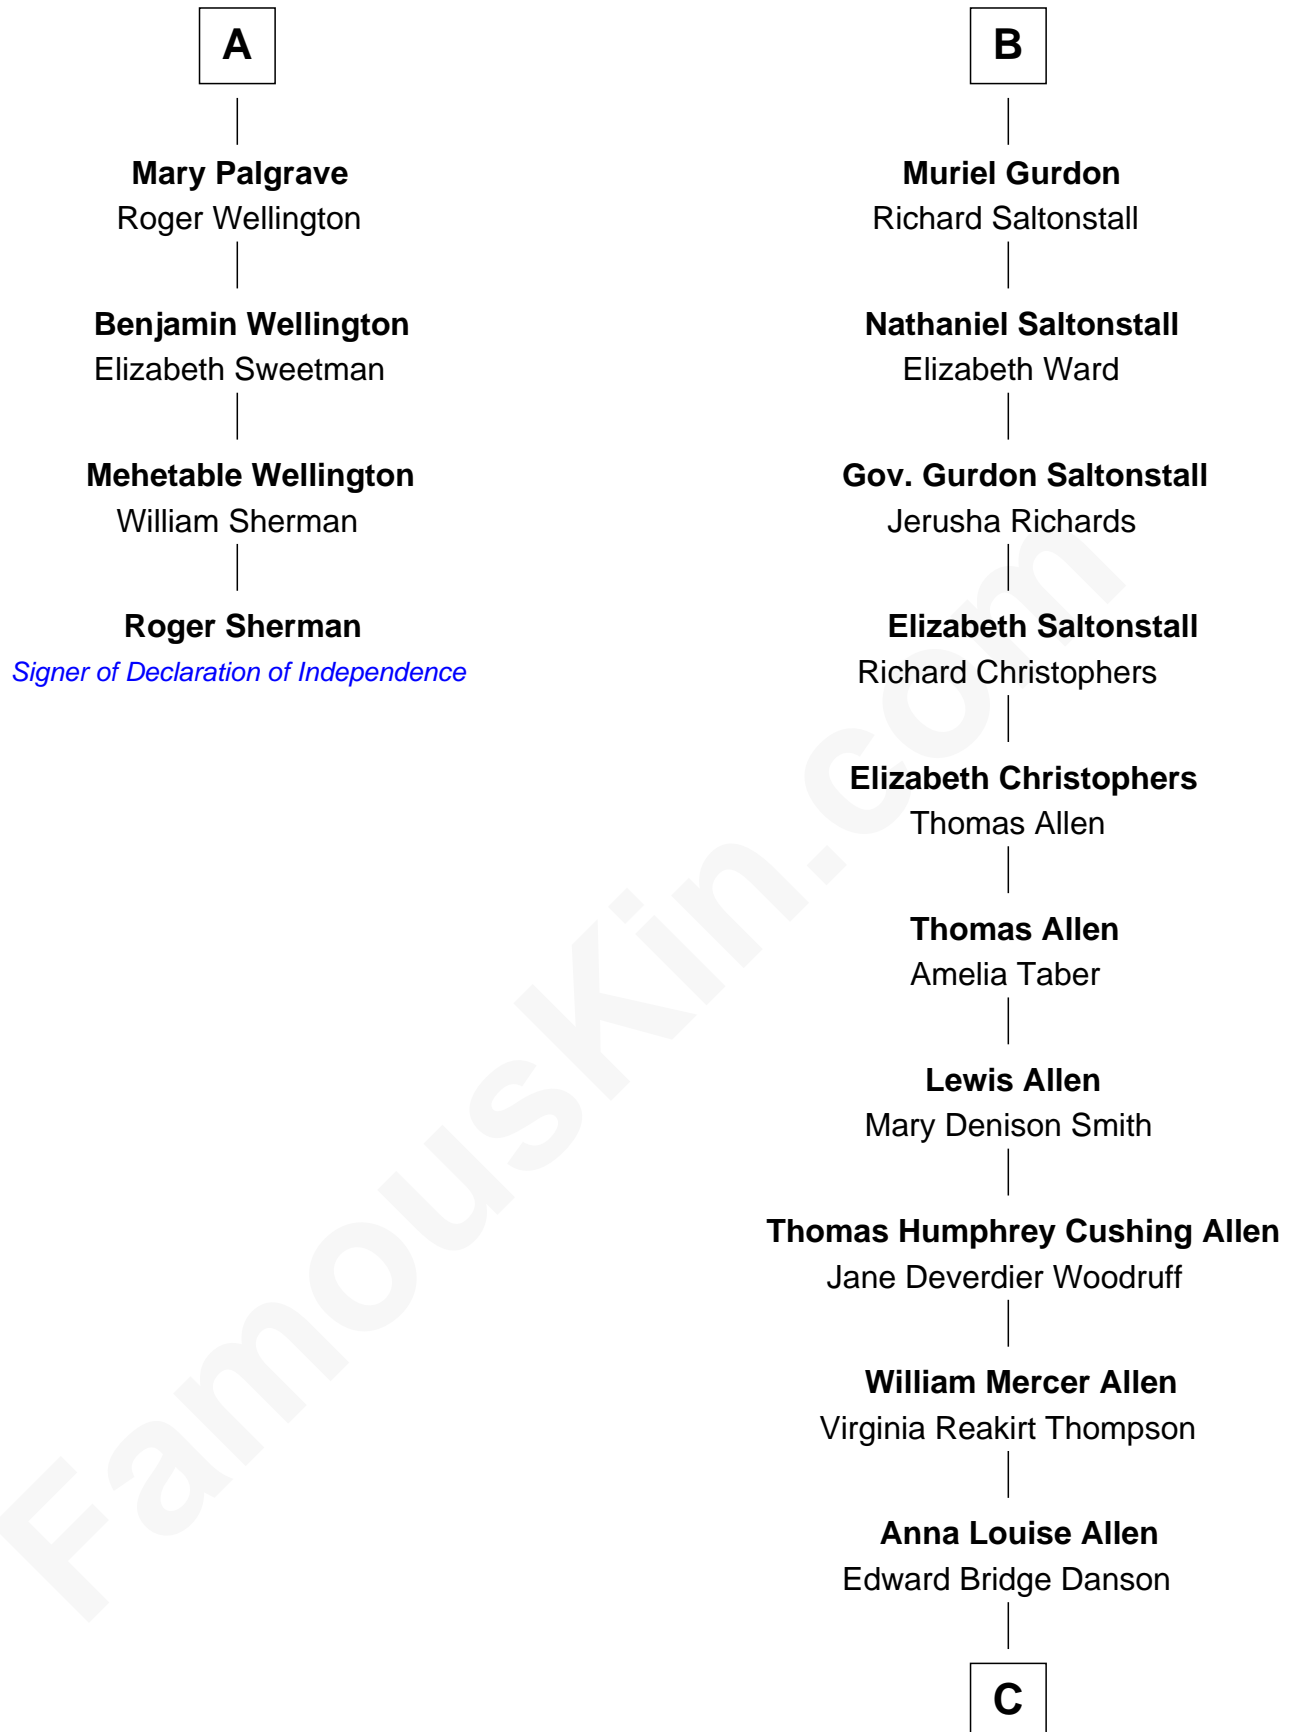 A
Mary Palgrave
Roger Wellington
Benjamin Wellington
Elizabeth Sweetman
Mehetable Wellington
William Sherman
Roger Sherman
Signer of Declaration of Independence
B
Muriel Gurdon
Richard Saltonstall
Nathaniel Saltonstall
Elizabeth Ward
Gov. Gurdon Saltonstall
Jerusha Richards
Elizabeth Saltonstall
Richard Christophers
Elizabeth Christophers
Thomas Allen
Thomas Allen
Amelia Taber
Lewis Allen
Mary Denison Smith
Thomas Humphrey Cushing Allen
Jane Deverdier Woodruff
William Mercer Allen
Virginia Reakirt Thompson
Anna Louise Allen
Edward Bridge Danson
C
FamousKin.com